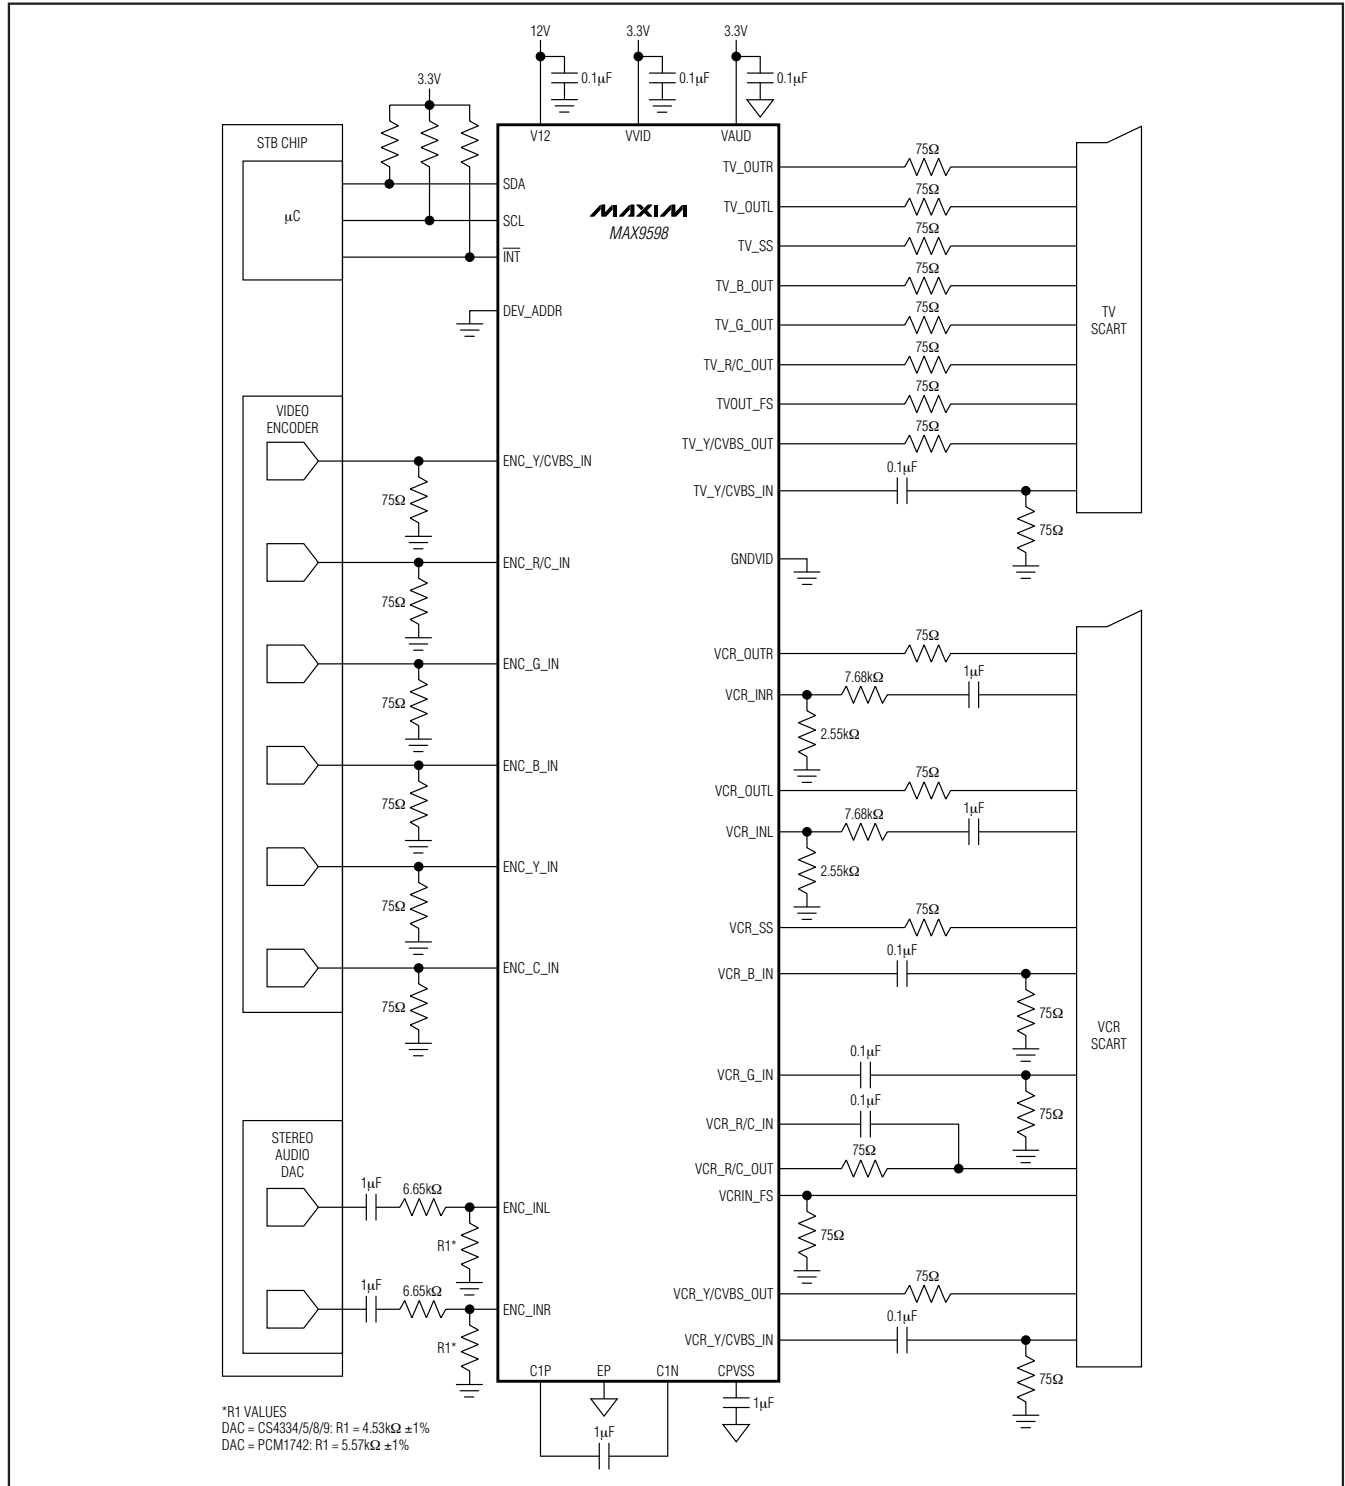 12V
3.3V
3.3V
0.1μF
0.1μF
0.1μF
3.3V
STB CHIP
μC
V12
VVID
VAUD
SDA
SCL
INT
DEV_ADDR
MAXIM
MAX9598
TV_OUTR
75Ω
TV_OUTL
75Ω
TV_SS
75Ω
TV_B_OUT
75Ω
TV_G_OUT
75Ω
TV_R/C_OUT
75Ω
TVOUT_FS
75Ω
TV_Y/CVBS_OUT
75Ω
TV_Y/CVBS_IN
0.1μF
75Ω
TV
SCART
GNDVID
VIDEO
ENCODER
ENC_Y/CVBS_IN
75Ω
ENC_R/C_IN
75Ω
ENC_G_IN
75Ω
ENC_B_IN
75Ω
ENC_Y_IN
75Ω
ENC_C_IN
75Ω
VCR_OUTR
75Ω
VCR_INR
7.68kΩ
1μF
2.55kΩ
VCR_OUTL
75Ω
VCR_INL
7.68kΩ
1μF
2.55kΩ
VCR_SS
75Ω
VCR_B_IN
0.1μF
75Ω
VCR
SCART
VCR_G_IN
0.1μF
75Ω
VCR_R/C_IN
0.1μF
VCR_R/C_OUT
75Ω
VCRIN_FS
75Ω
VCR_Y/CVBS_OUT
75Ω
VCR_Y/CVBS_IN
0.1μF
75Ω
STEREO
AUDIO
DAC
1μF
6.65kΩ
ENC_INL
R1*
1μF
6.65kΩ
ENC_INR
R1*
C1P
EP
C1N
CPVSS
1μF
1μF
*R1 VALUES
DAC = CS4334/5/8/9: R1 = 4.53kΩ ±1%
DAC = PCM1742: R1 = 5.57kΩ ±1%